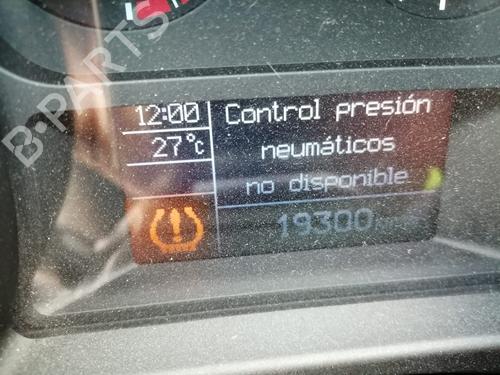 12:00
27°c
Control presión
neumáticos
no disponible
19300
B-PARTS